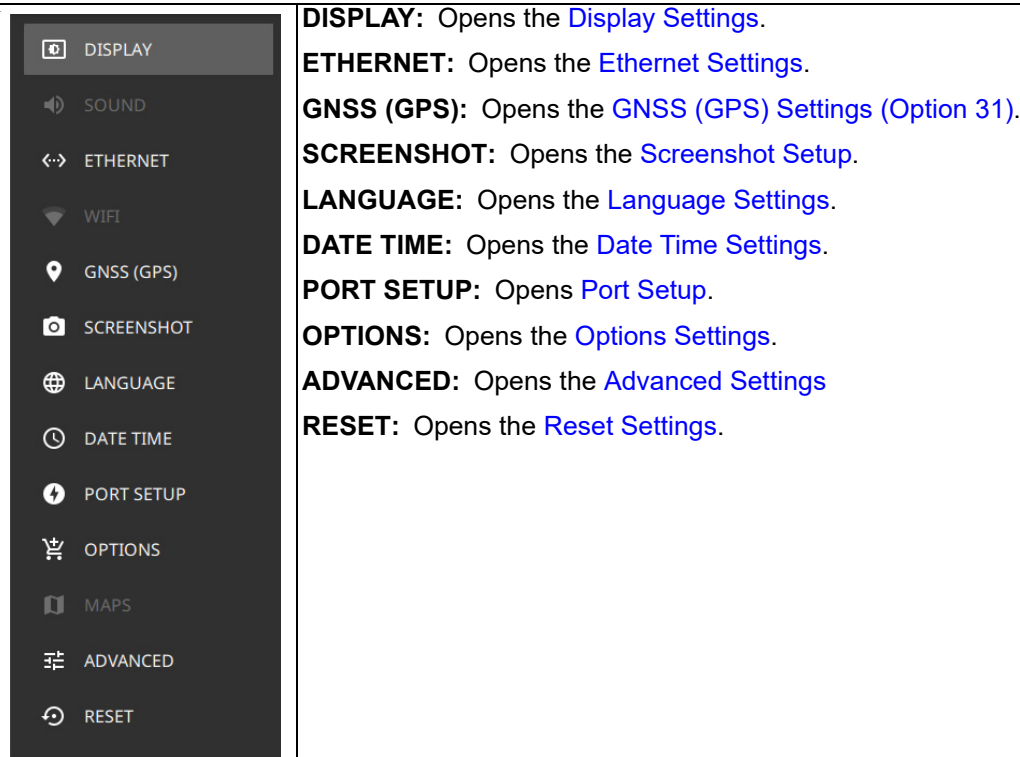 DISPLAY
SOUND
ETHERNET
WIFI
GNSS (GPS)
SCREENSHOT
LANGUAGE
DATE TIME
PORT SETUP
OPTIONS
MAPS
ADVANCED
RESET
DISPLAY: Opens the Display Settings.
ETHERNET: Opens the Ethernet Settings.
GNSS (GPS): Opens the GNSS (GPS) Settings (Option 31).
SCREENSHOT: Opens the Screenshot Setup.
LANGUAGE: Opens the Language Settings.
DATE TIME: Opens the Date Time Settings.
PORT SETUP: Opens Port Setup.
OPTIONS: Opens the Options Settings.
ADVANCED: Opens the Advanced Settings
RESET: Opens the Reset Settings.